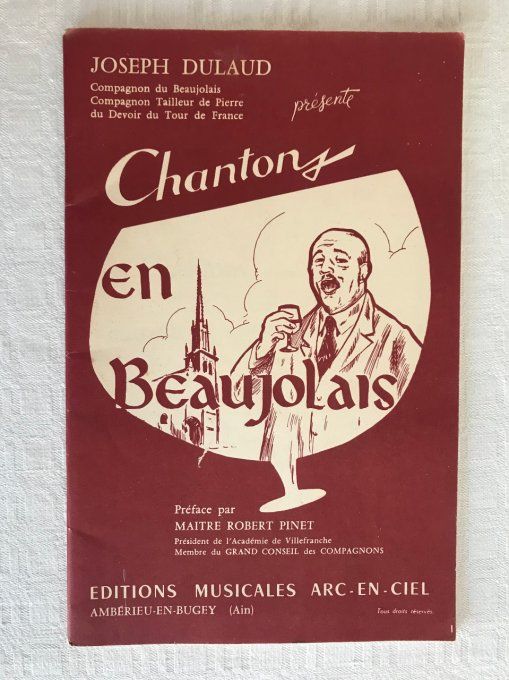 JOSEPH DULAUD
Compagnon du Beaujolais
Compagnon Tailleur de Pierre
du Devoir du Tour de France
présente
Chantons
en
Beaujolais
Préface par
MAITRE ROBERT PINET
Président de l'Académie de Villefranche
Membre du GRAND CONSEIL des COMPAGNONS
EDITIONS MUSICALES ARC-EN-CIEL
AMBÉRIEU-EN-BUGEY (Ain)
Tous droits réservés